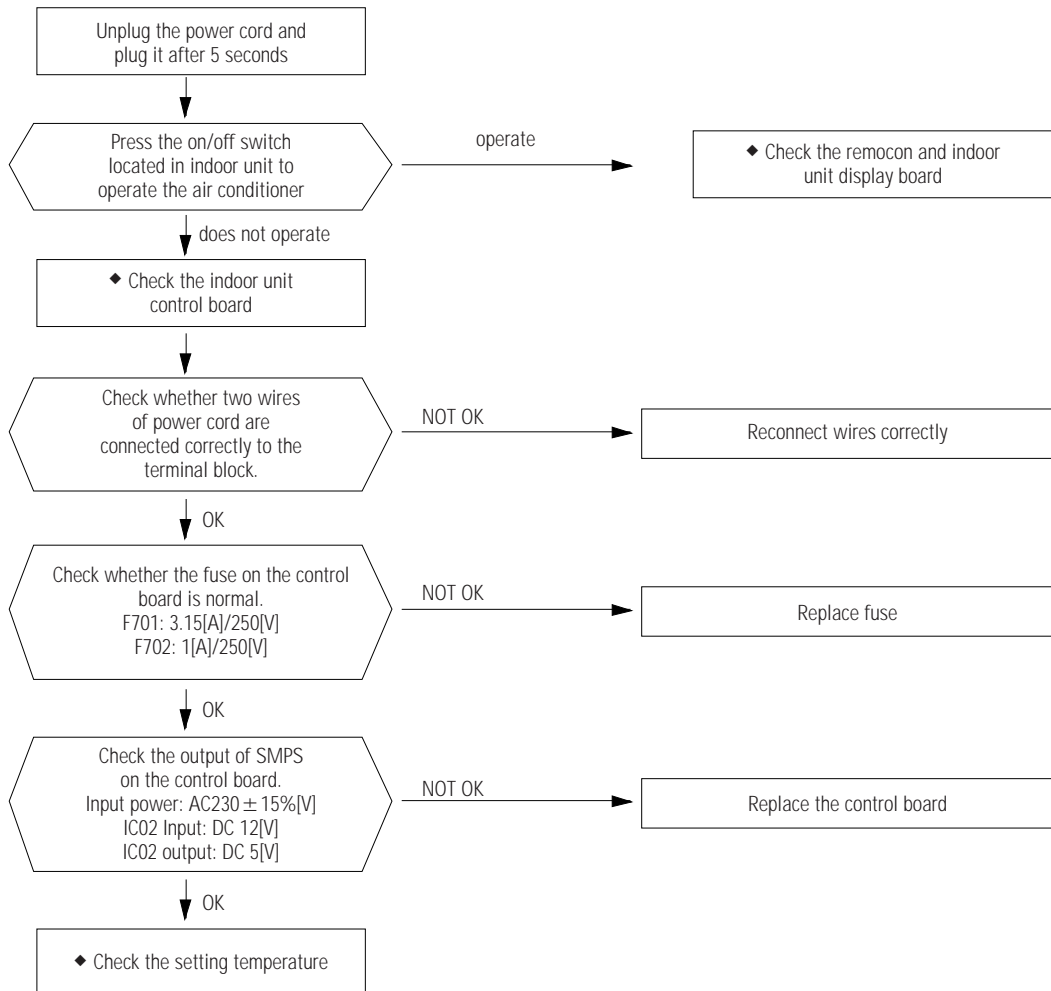 Unplug the power cord and
plug it after 5 seconds
Press the on/off switch
located in indoor unit to
operate the air conditioner
operate
◆ Check the remocon and indoor
unit display board
does not operate
◆ Check the indoor unit
control board
Check whether two wires
of power cord are
connected correctly to the
terminal block.
NOT OK
Reconnect wires correctly
OK
Check whether the fuse on the control
board is normal.
F701: 3.15[A]/250[V]
F702: 1[A]/250[V]
NOT OK
Replace fuse
OK
Check the output of SMPS
on the control board.
Input power: AC230 ± 15%[V]
IC02 Input: DC 12[V]
IC02 output: DC 5[V]
NOT OK
Replace the control board
OK
◆ Check the setting temperature